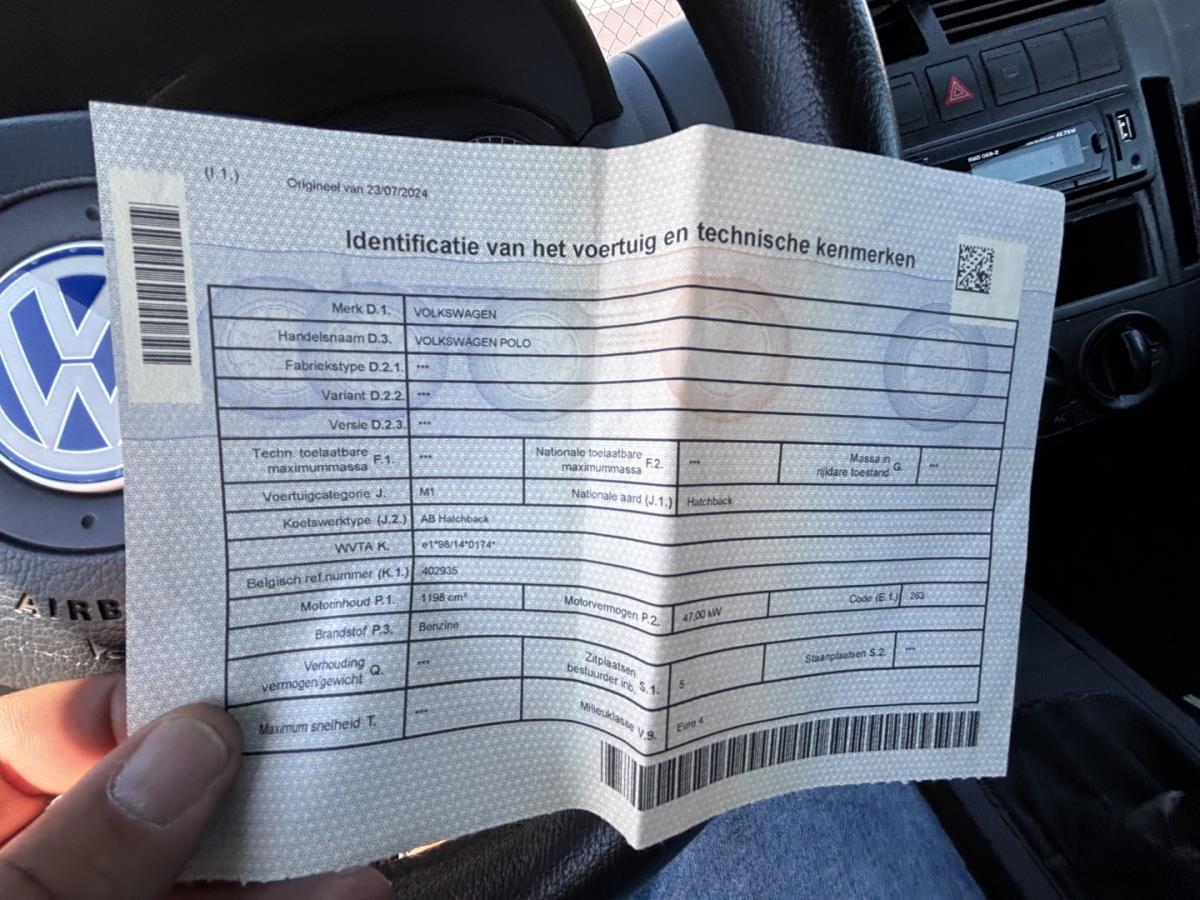 (I.1.) Origineel van 23/07/2024
Identificatie van het voertuig en technische kenmerken
Merk D.1. VOLKSWAGEN
Handelsnaam D.3. VOLKSWAGEN POLO
Fabriekstype D.2.1. ***
Variant D.2.2. ***
Versie D.2.3. ***
Techn. toelaatbare maximummassa F.1. *** Nationale toelaatbare maximummassa F.2. *** Massa in rijklare toestand G. ***
Voertuigcategorie J. M1 Nationale aard (J.1.) Hatchback
Koetswerktype (J.2.) AB Hatchback
WVTA K. e1*98/14*0174*
Belgisch ref.nummer (K.1.) 402935
Motorinhoud P.1. 1198 cm³ Motorvermogen P.2. 47,00 kW Code (E.1.) 263
Brandstof P.3. Benzine
Verhouding vermogen/gewicht Q. *** Zitplaatsen bestuurder inb. S.1. 5 Staanplaatsen S.2. ***
Maximum snelheid T. *** Milieuklasse V.9. Euro 4
AIRB